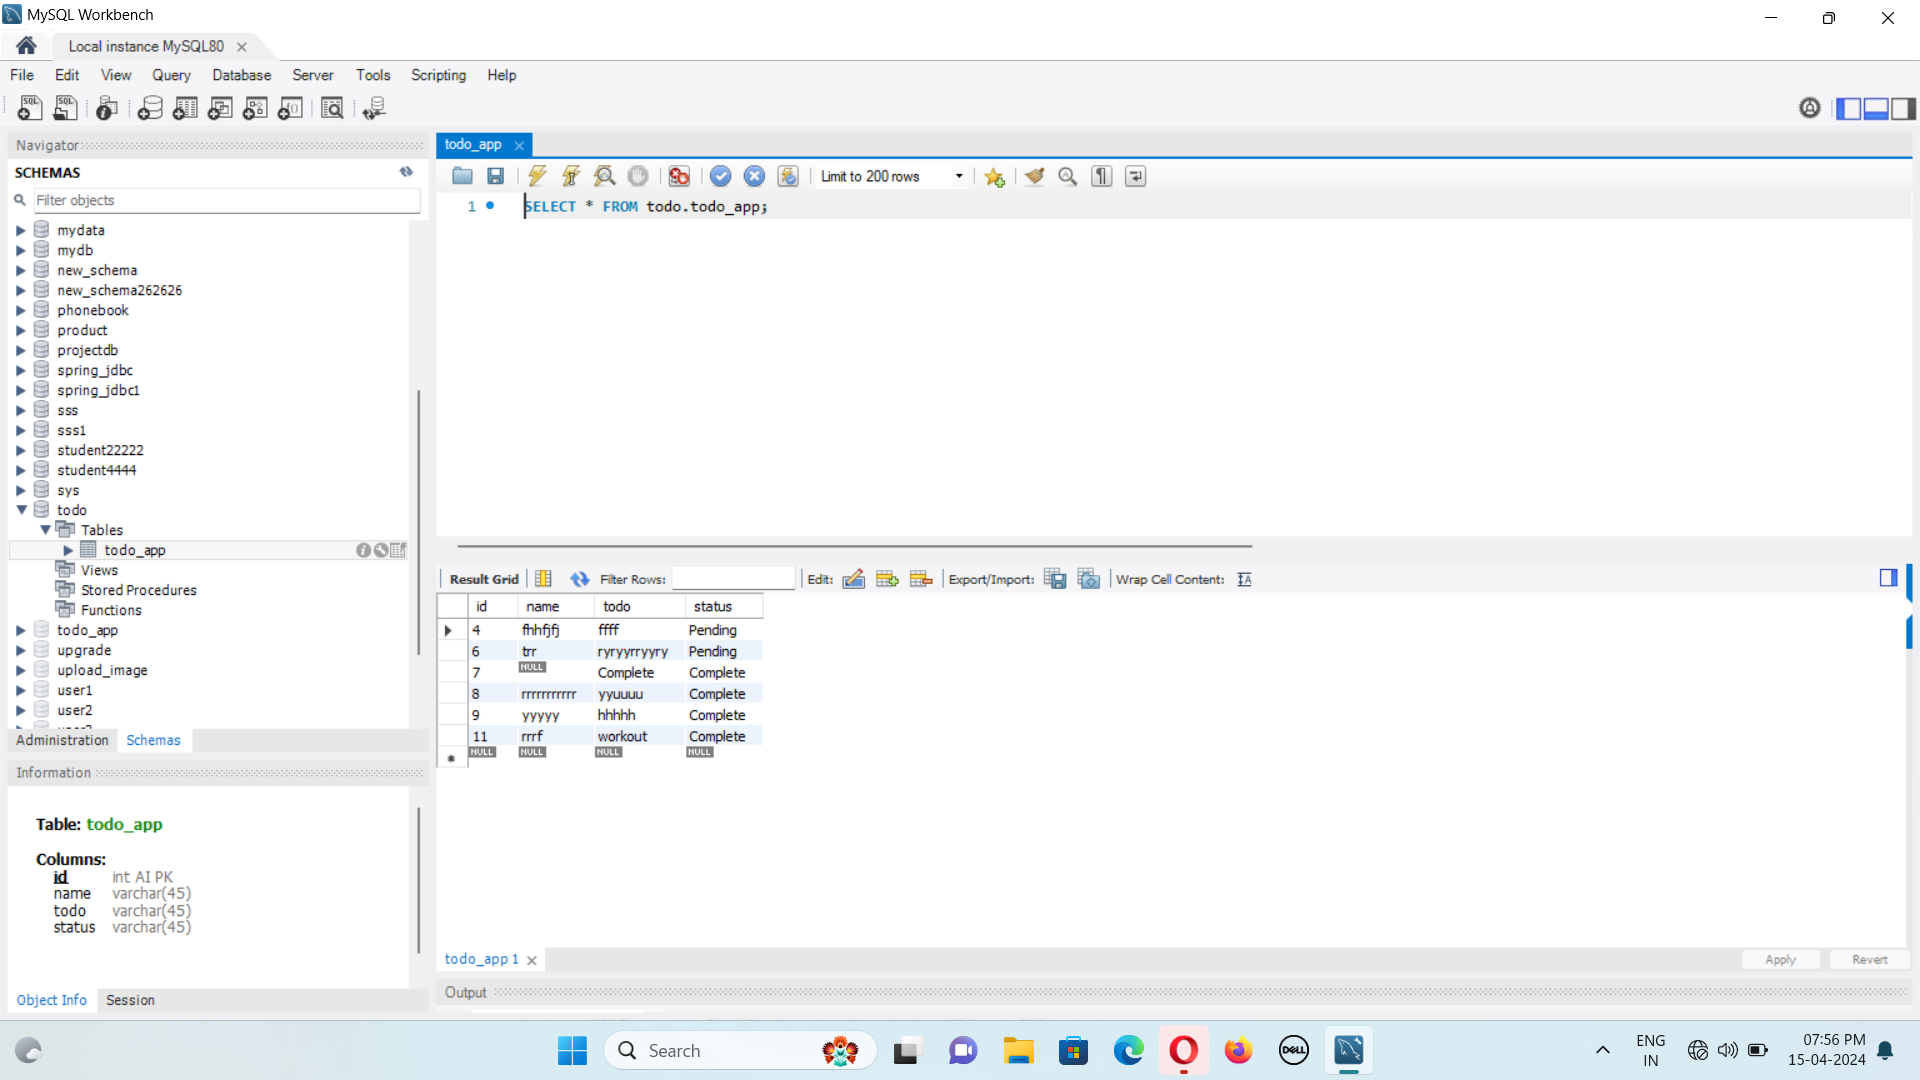 MySQL Workbench
Local instance MySQL80
File Edit View Query Database Server Tools Scripting Help
Navigator
SCHEMAS
Filter objects
mydata
mydb
new_schema
new_schema262626
phonebook
product
projectdb
spring_jdbc
spring_jdbc1
sss
sss1
student22222
student4444
sys
todo
Tables
todo_app
Views
Stored Procedures
Functions
todo_app
upgrade
upload_image
user1
user2
Administration Schemas
Information
Table: todo_app
Columns:
id int AI PK
name varchar(45)
todo varchar(45)
status varchar(45)
Object Info Session
todo_app
Limit to 200 rows
1 SELECT * FROM todo.todo_app;
Result Grid Filter Rows: Edit: Export/Import: Wrap Cell Content:
id name todo status
4 fhhfjfj ffff Pending
6 trr ryryyrryyry Pending
7 NULL Complete Complete
8 rrrrrrrrrrr yyuuuu Complete
9 yyyyy hhhhh Complete
11 rrrf workout Complete
NULL NULL NULL NULL
todo_app 1
Apply Revert
Output
Search
DELL
ENG
IN
07:56 PM
15-04-2024